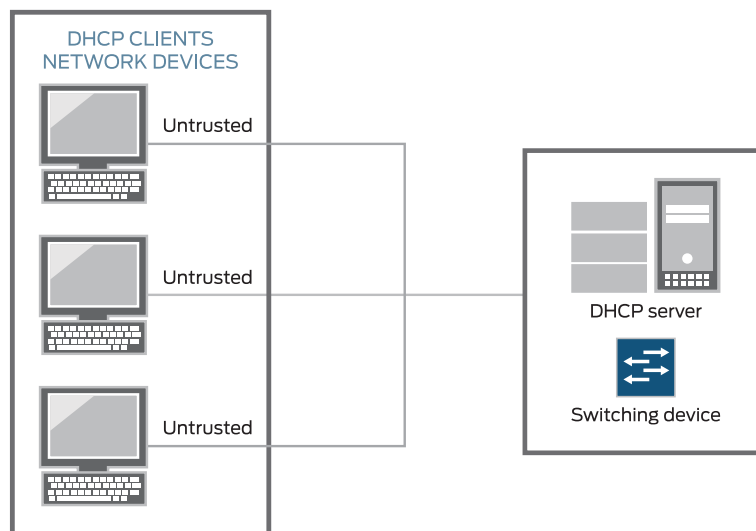 DHCP CLIENTS
NETWORK DEVICES
Untrusted
Untrusted
Untrusted
DHCP server
Switching device